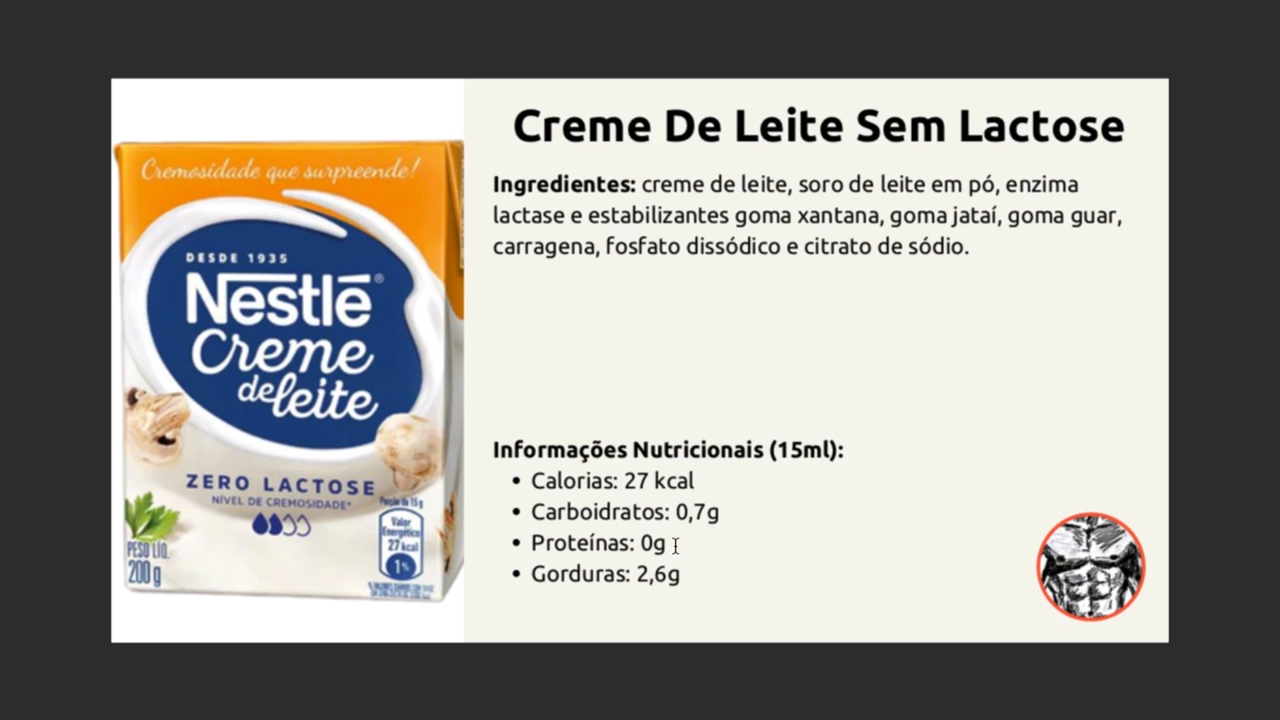 Cremosidade que surpreende!
DESDE 1935
Nestlé®
Creme
de leite
ZERO LACTOSE
NÍVEL DE CREMOSIDADE*
Porção de 15 g
Valor
Energético
27 kcal
1%
PESO LÍQ.
200 g
Creme De Leite Sem Lactose
Ingredientes: creme de leite, soro de leite em pó, enzima
lactase e estabilizantes goma xantana, goma jataí, goma guar,
carragena, fosfato dissódico e citrato de sódio.
Informações Nutricionais (15ml):
• Calorias: 27 kcal
• Carboidratos: 0,7g
• Proteínas: 0g
• Gorduras: 2,6g